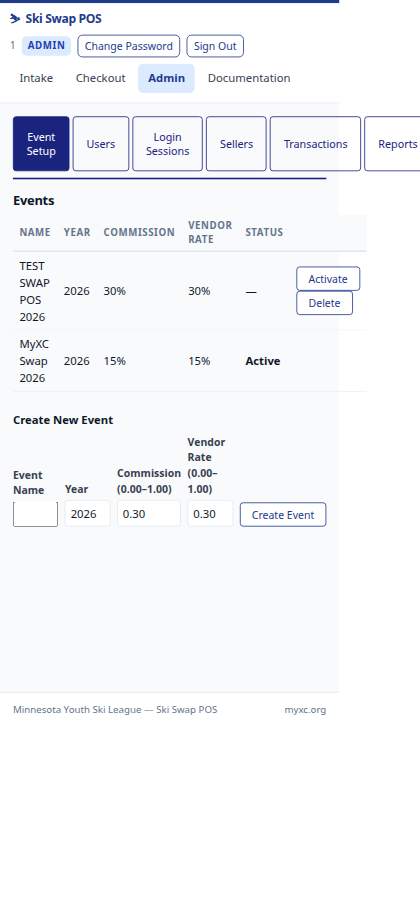 ⛷ Ski Swap POS
1 ADMIN Change Password Sign Out
Intake Checkout Admin Documentation
Event Setup Users Login Sessions Sellers Transactions Reports
Events
NAME YEAR COMMISSION VENDOR RATE STATUS
TEST SWAP POS 2026 2026 30% 30% — Activate Delete
MyXC Swap 2026 2026 15% 15% Active
Create New Event
Event Name Year Commission (0.00–1.00) Vendor Rate (0.00–1.00)
2026 0.30 0.30 Create Event
Minnesota Youth Ski League — Ski Swap POS myxc.org